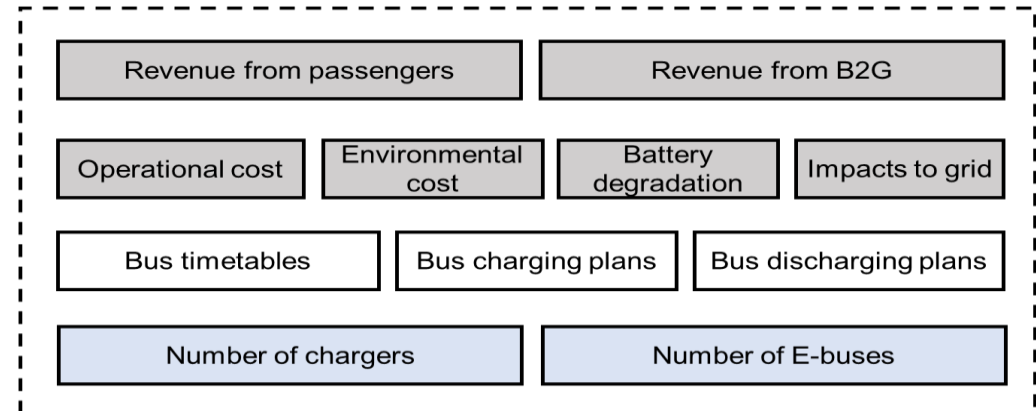 Revenue from passengers
Revenue from B2G
Operational cost
Environmental
cost
Battery
degradation
Impacts to grid
Bus timetables
Bus charging plans
Bus discharging plans
Number of chargers
Number of E-buses